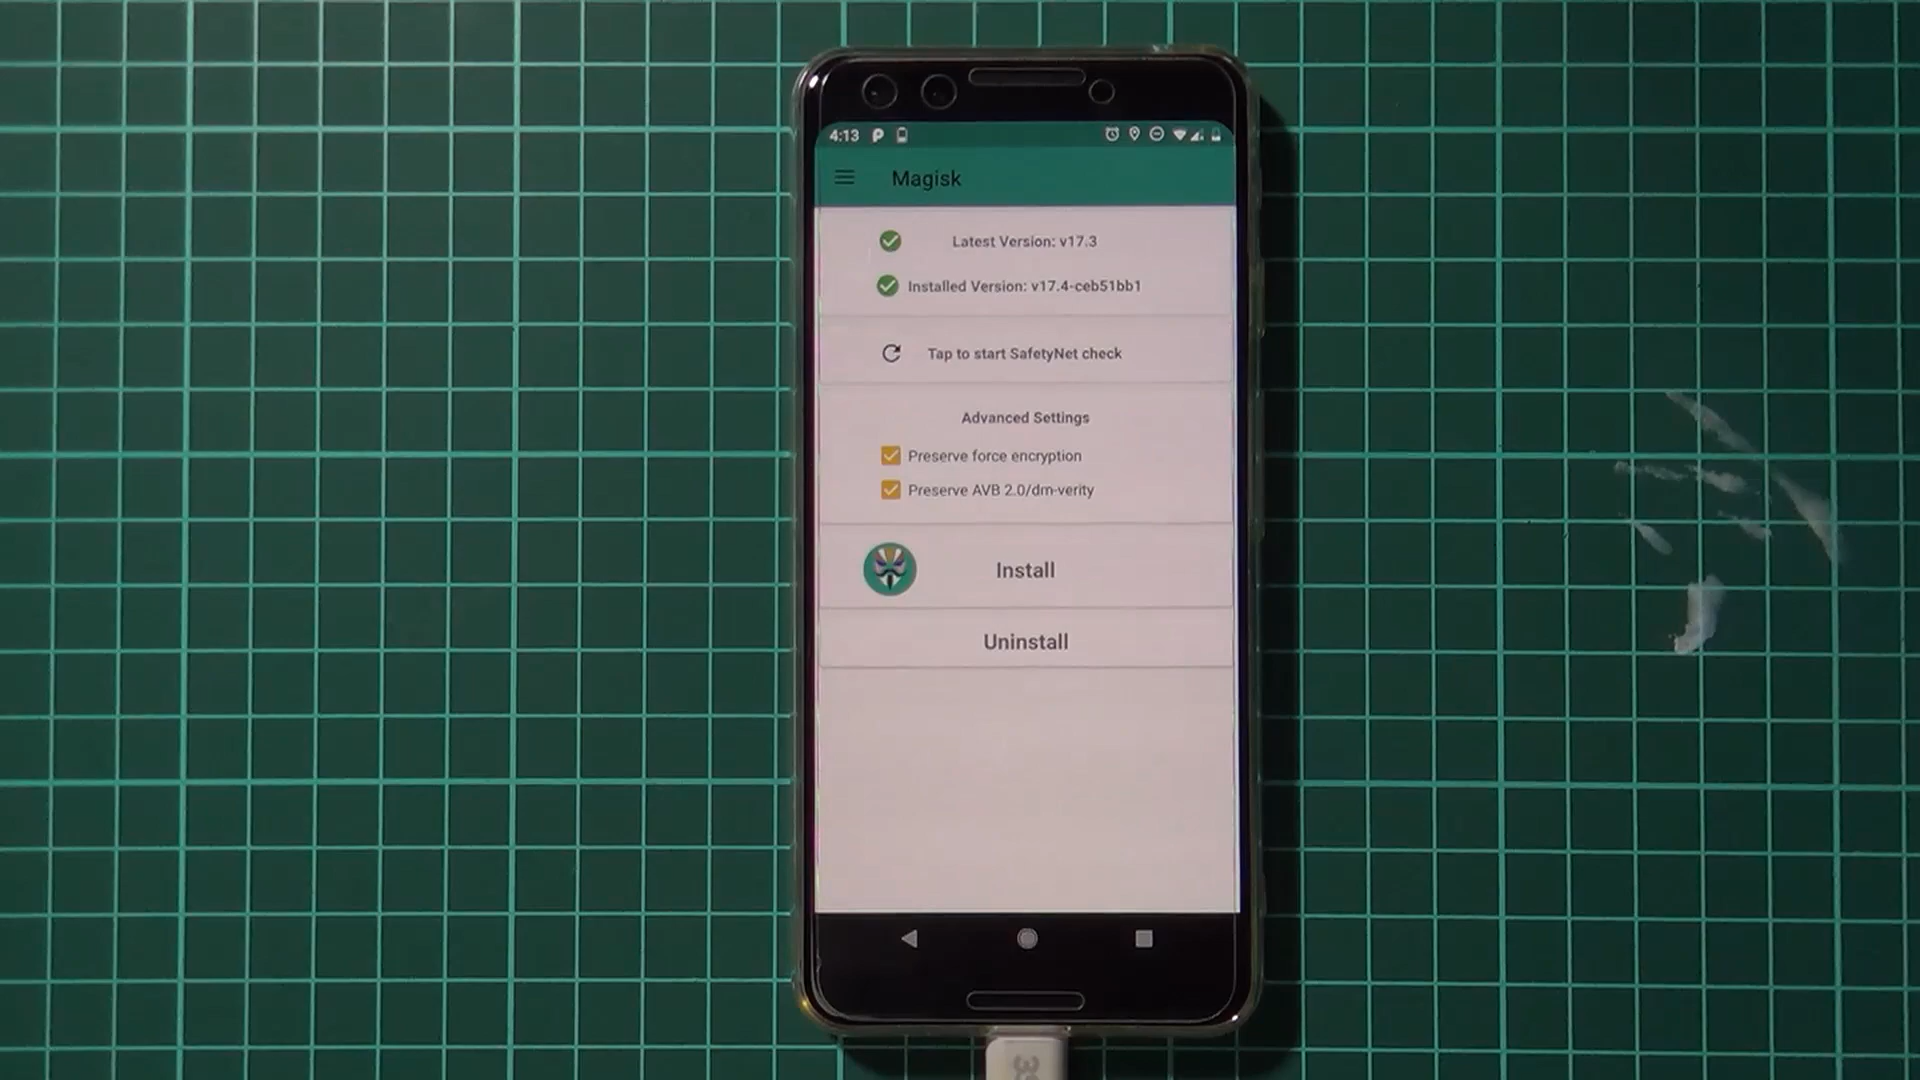 4:13
Magisk
Latest Version: v17.3
Installed Version: v17.4-ceb51bb1
Tap to start SafetyNet check
Advanced Settings
Preserve force encryption
Preserve AVB 2.0/dm-verity
Install
Uninstall